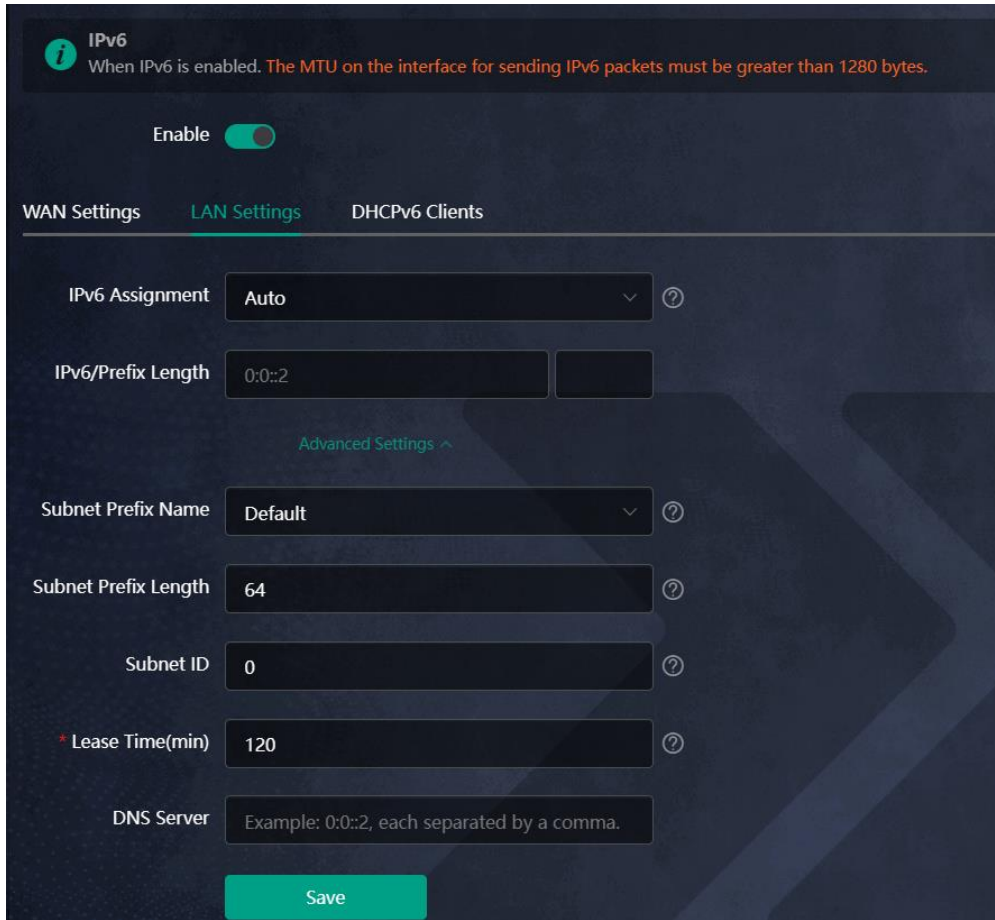 IPv6
When IPv6 is enabled. The MTU on the interface for sending IPv6 packets must be greater than 1280 bytes.
Enable
WAN Settings LAN Settings DHCPv6 Clients
IPv6 Assignment Auto
IPv6/Prefix Length 0:0::2
Advanced Settings
Subnet Prefix Name Default
Subnet Prefix Length 64
Subnet ID 0
* Lease Time(min) 120
DNS Server Example: 0:0::2, each separated by a comma.
Save